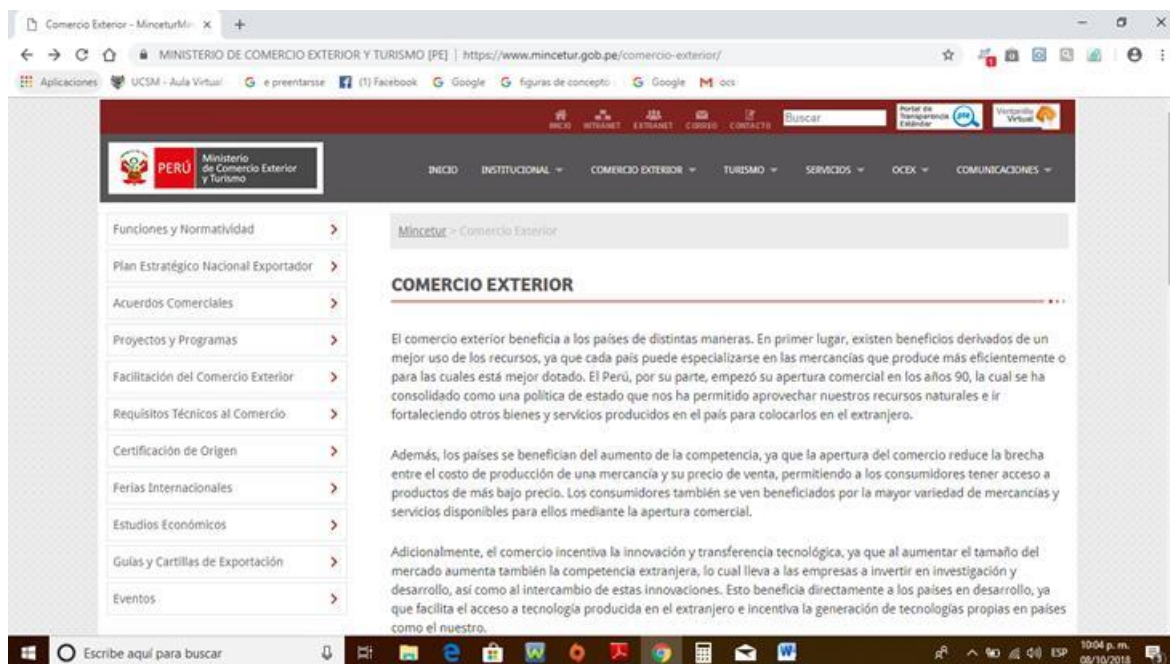 Comercio Exterior - MinceturMin
MINISTERIO DE COMERCIO EXTERIOR Y TURISMO [PE] | https://www.mincetur.gob.pe/comercio-exterior/
Aplicaciones UCSM - Aula Virtual e preentarsse (1) Facebook Google figuras de concepto Google ocs
INICIO INTRANET EXTRANET CORREO CONTACTO Buscar Portal de Transparencia Estándar pte Ventanilla Virtual
PERÚ
Ministerio
de Comercio Exterior
y Turismo
INICIO INSTITUCIONAL COMERCIO EXTERIOR TURISMO SERVICIOS OCEX COMUNICACIONES
Funciones y Normatividad
Plan Estratégico Nacional Exportador
Acuerdos Comerciales
Proyectos y Programas
Facilitación del Comercio Exterior
Requisitos Técnicos al Comercio
Certificación de Origen
Ferias Internacionales
Estudios Económicos
Guías y Cartillas de Exportación
Eventos
Mincetur > Comercio Exterior
COMERCIO EXTERIOR
El comercio exterior beneficia a los países de distintas maneras. En primer lugar, existen beneficios derivados de un
mejor uso de los recursos, ya que cada país puede especializarse en las mercancías que produce más eficientemente o
para las cuales está mejor dotado. El Perú, por su parte, empezó su apertura comercial en los años 90, la cual se ha
consolidado como una política de estado que nos ha permitido aprovechar nuestros recursos naturales e ir
fortaleciendo otros bienes y servicios producidos en el país para colocarlos en el extranjero.
Además, los países se benefician del aumento de la competencia, ya que la apertura del comercio reduce la brecha
entre el costo de producción de una mercancía y su precio de venta, permitiendo a los consumidores tener acceso a
productos de más bajo precio. Los consumidores también se ven beneficiados por la mayor variedad de mercancías y
servicios disponibles para ellos mediante la apertura comercial.
Adicionalmente, el comercio incentiva la innovación y transferencia tecnológica, ya que al aumentar el tamaño del
mercado aumenta también la competencia extranjera, lo cual lleva a las empresas a invertir en investigación y
desarrollo, así como al intercambio de estas innovaciones. Esto beneficia directamente a los países en desarrollo, ya
que facilita el acceso a tecnología producida en el extranjero e incentiva la generación de tecnologías propias en países
como el nuestro.
Escribe aquí para buscar
ESP
10:04 p. m.
08/10/2018